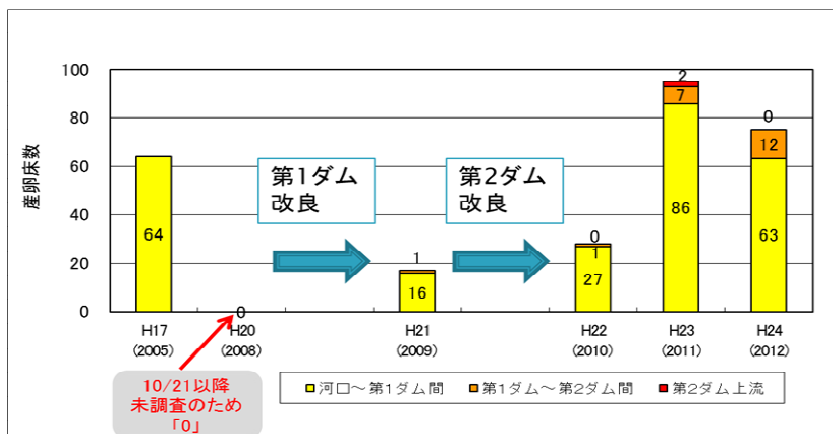 産卵床数
100
80
60
40
20
0
第1ダム
改良
第2ダム
改良
64
0
1
16
0
1
27
2
7
86
0
12
63
H17 H20 H21 H22 H23 H24
(2005) (2008) (2009) (2010) (2011) (2012)
10/21以降
未調査のため
「0」
河口～第1ダム間 第1ダム～第2ダム間 第2ダム上流